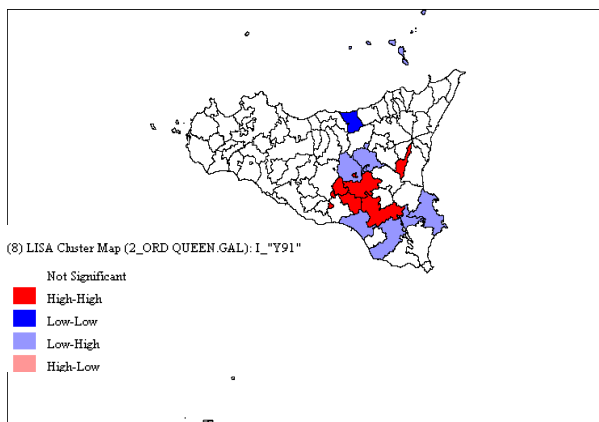 (8) LISA Cluster Map (2_ORD QUEEN.GAL): I_"Y91"
Not Significant
High-High
Low-Low
Low-High
High-Low